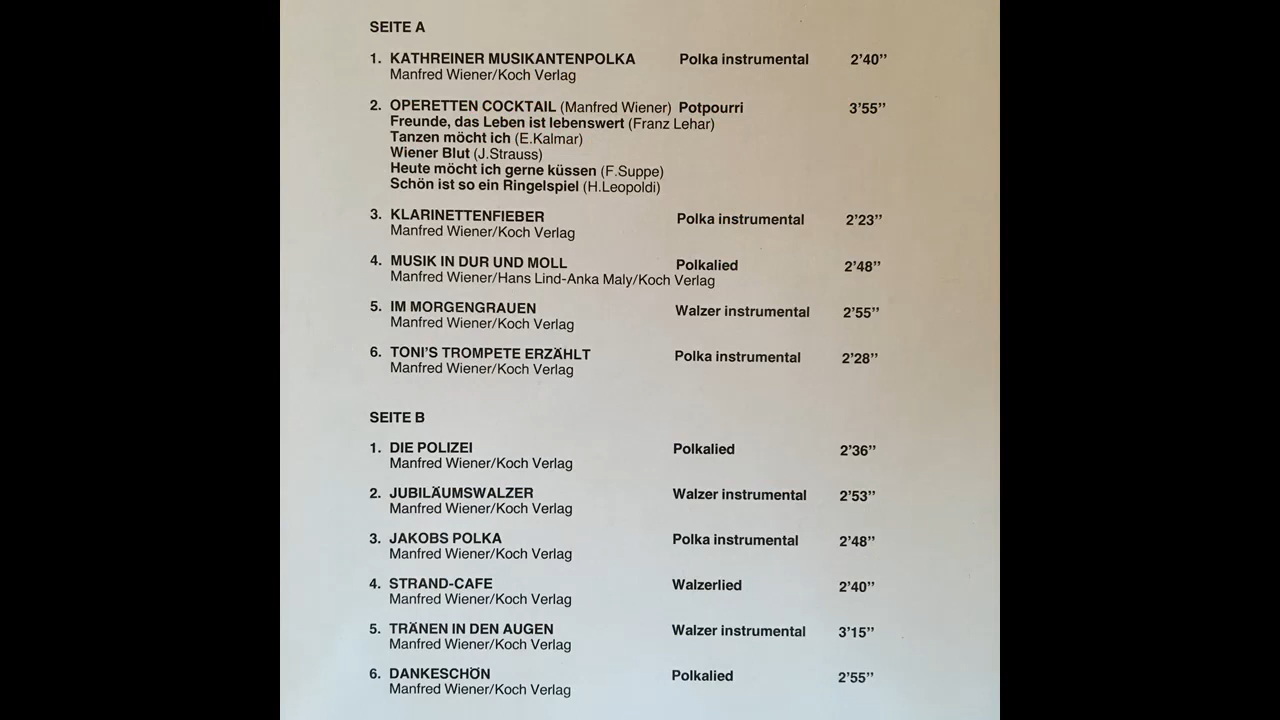 SEITE A
1. KATHREINER MUSIKANTENPOLKA Polka instrumental 2'40''
Manfred Wiener/Koch Verlag
2. OPERETTEN COCKTAIL (Manfred Wiener) Potpourri 3'55''
Freunde, das Leben ist lebenswert (Franz Lehar)
Tanzen möcht ich (E.Kalmar)
Wiener Blut (J.Strauss)
Heute möcht ich gerne küssen (F.Suppe)
Schön ist so ein Ringelspiel (H.Leopoldi)
3. KLARINETTENFIEBER Polka instrumental 2'23''
Manfred Wiener/Koch Verlag
4. MUSIK IN DUR UND MOLL Polkalied 2'48''
Manfred Wiener/Hans Lind-Anka Maly/Koch Verlag
5. IM MORGENGRAUEN Walzer instrumental 2'55''
Manfred Wiener/Koch Verlag
6. TONI'S TROMPETE ERZÄHLT Polka instrumental 2'28''
Manfred Wiener/Koch Verlag
SEITE B
1. DIE POLIZEI Polkalied 2'36''
Manfred Wiener/Koch Verlag
2. JUBILÄUMSWALZER Walzer instrumental 2'53''
Manfred Wiener/Koch Verlag
3. JAKOBS POLKA Polka instrumental 2'48''
Manfred Wiener/Koch Verlag
4. STRAND-CAFE Walzerlied 2'40''
Manfred Wiener/Koch Verlag
5. TRÄNEN IN DEN AUGEN Walzer instrumental 3'15''
Manfred Wiener/Koch Verlag
6. DANKESCHÖN Polkalied 2'55''
Manfred Wiener/Koch Verlag